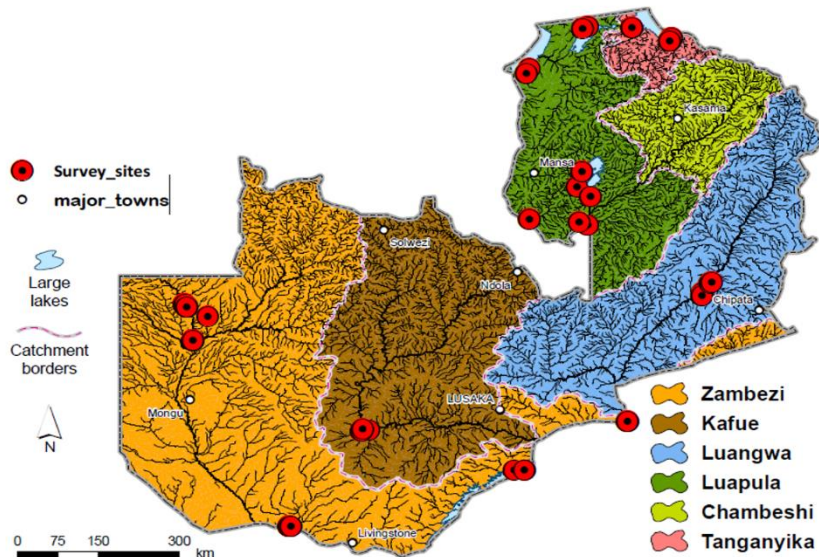 Kasama
Survey_sites
Mansa
major_towns
Solwezi
Large
lakes
Ndola
Chipata
Catchment
borders
Mongu
LUSAKA
Zambezi
Kafue
N
Luangwa
Luapula
Chambeshi
Livingstone
Tanganyika
0 75 150 300
km